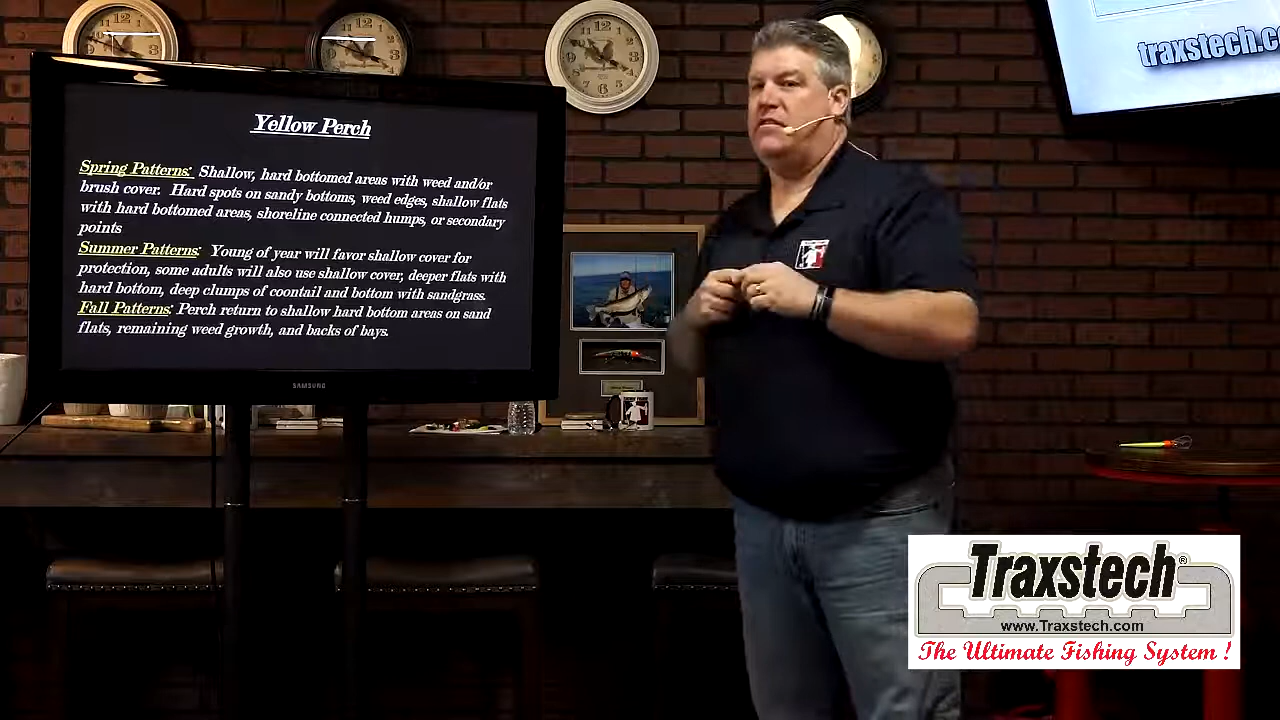 traxstech.c
Yellow Perch
Spring Patterns: Shallow, hard bottomed areas with weed and/or
brush cover. Hard spots on sandy bottoms, weed edges, shallow flats
with hard bottomed areas, shoreline connected humps, or secondary
points
Summer Patterns: Young of year will favor shallow cover for
protection, some adults will also use shallow cover, deeper flats with
hard bottom, deep clumps of coontail and bottom with sandgrass.
Fall Patterns: Perch return to shallow hard bottom areas on sand
flats, remaining weed growth, and backs of bays.
SAMSUNG
Traxstech®
www.Traxstech.com
The Ultimate Fishing System !